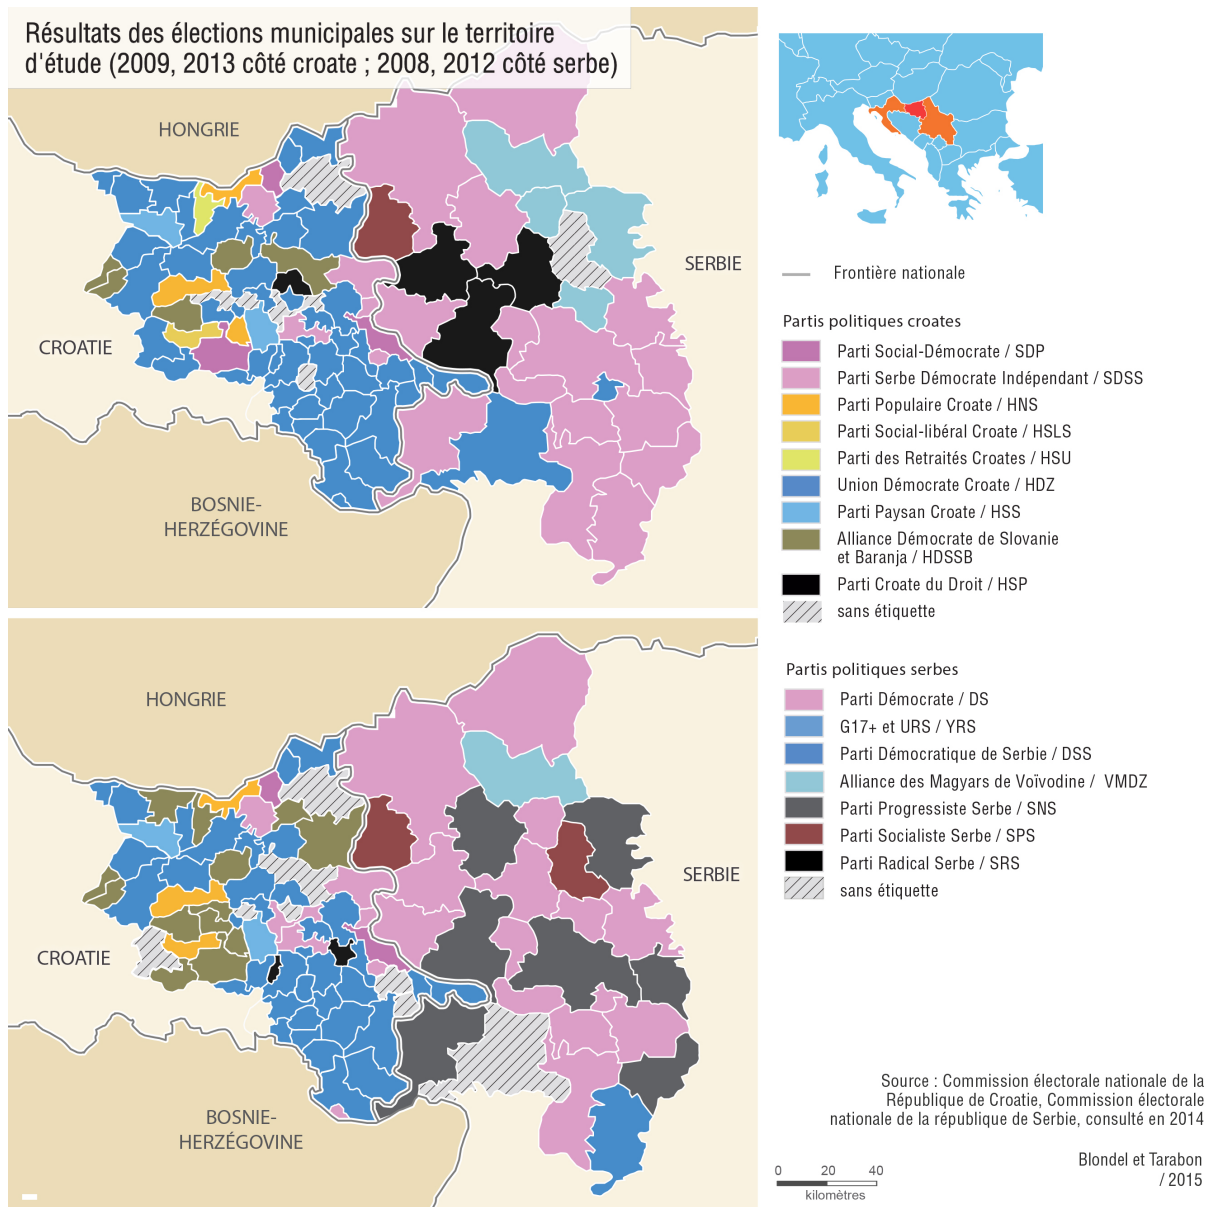 Résultats des élections municipales sur le territoire
d'étude (2009, 2013 côté croate ; 2008, 2012 côté serbe)
HONGRIE
SERBIE
CROATIE
BOSNIE-
HERZÉGOVINE
HONGRIE
SERBIE
CROATIE
BOSNIE-
HERZÉGOVINE
Frontière nationale
Partis politiques croates
Parti Social-Démocrate / SDP
Parti Serbe Démocrate Indépendant / SDSS
Parti Populaire Croate / HNS
Parti Social-libéral Croate / HSLS
Parti des Retraités Croates / HSU
Union Démocrate Croate / HDZ
Parti Paysan Croate / HSS
Alliance Démocrate de Slovanie
et Baranja / HDSSB
Parti Croate du Droit / HSP
sans étiquette
Partis politiques serbes
Parti Démocrate / DS
G17+ et URS / YRS
Parti Démocratique de Serbie / DSS
Alliance des Magyars de Voïvodine / VMDZ
Parti Progressiste Serbe / SNS
Parti Socialiste Serbe / SPS
Parti Radical Serbe / SRS
sans étiquette
Source : Commission électorale nationale de la
République de Croatie, Commission électorale
nationale de la république de Serbie, consulté en 2014
Blondel et Tarabon
/ 2015
0 20 40
kilomètres